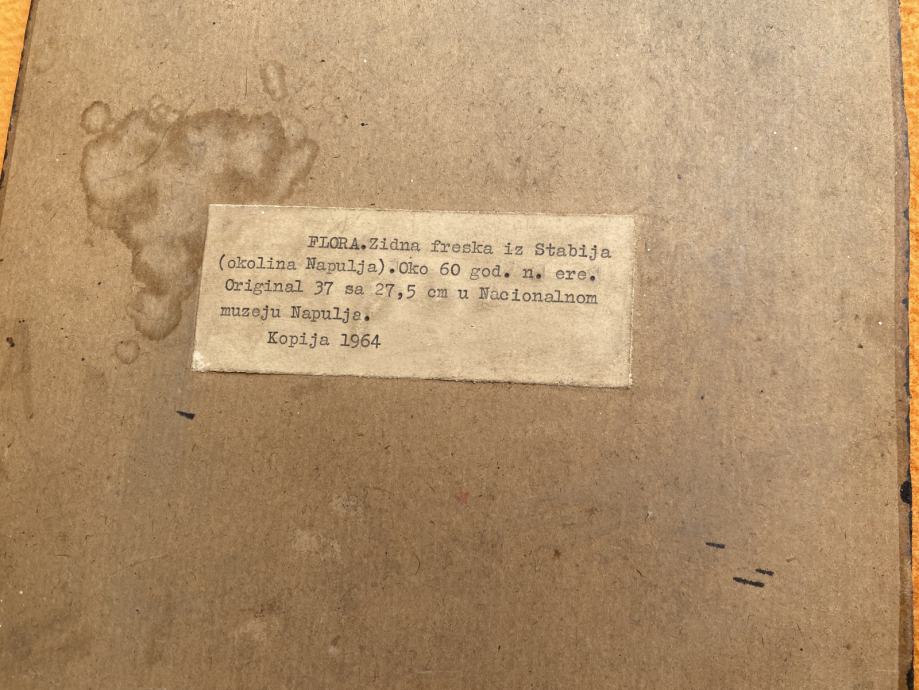 FLORA.Zidna freska iz Stabija
(okolina Napulja).Oko 60 god. n. ere.
Original 37 sa 27,5 cm u Nacionalnom
muzeju Napulja.
Kopija 1964